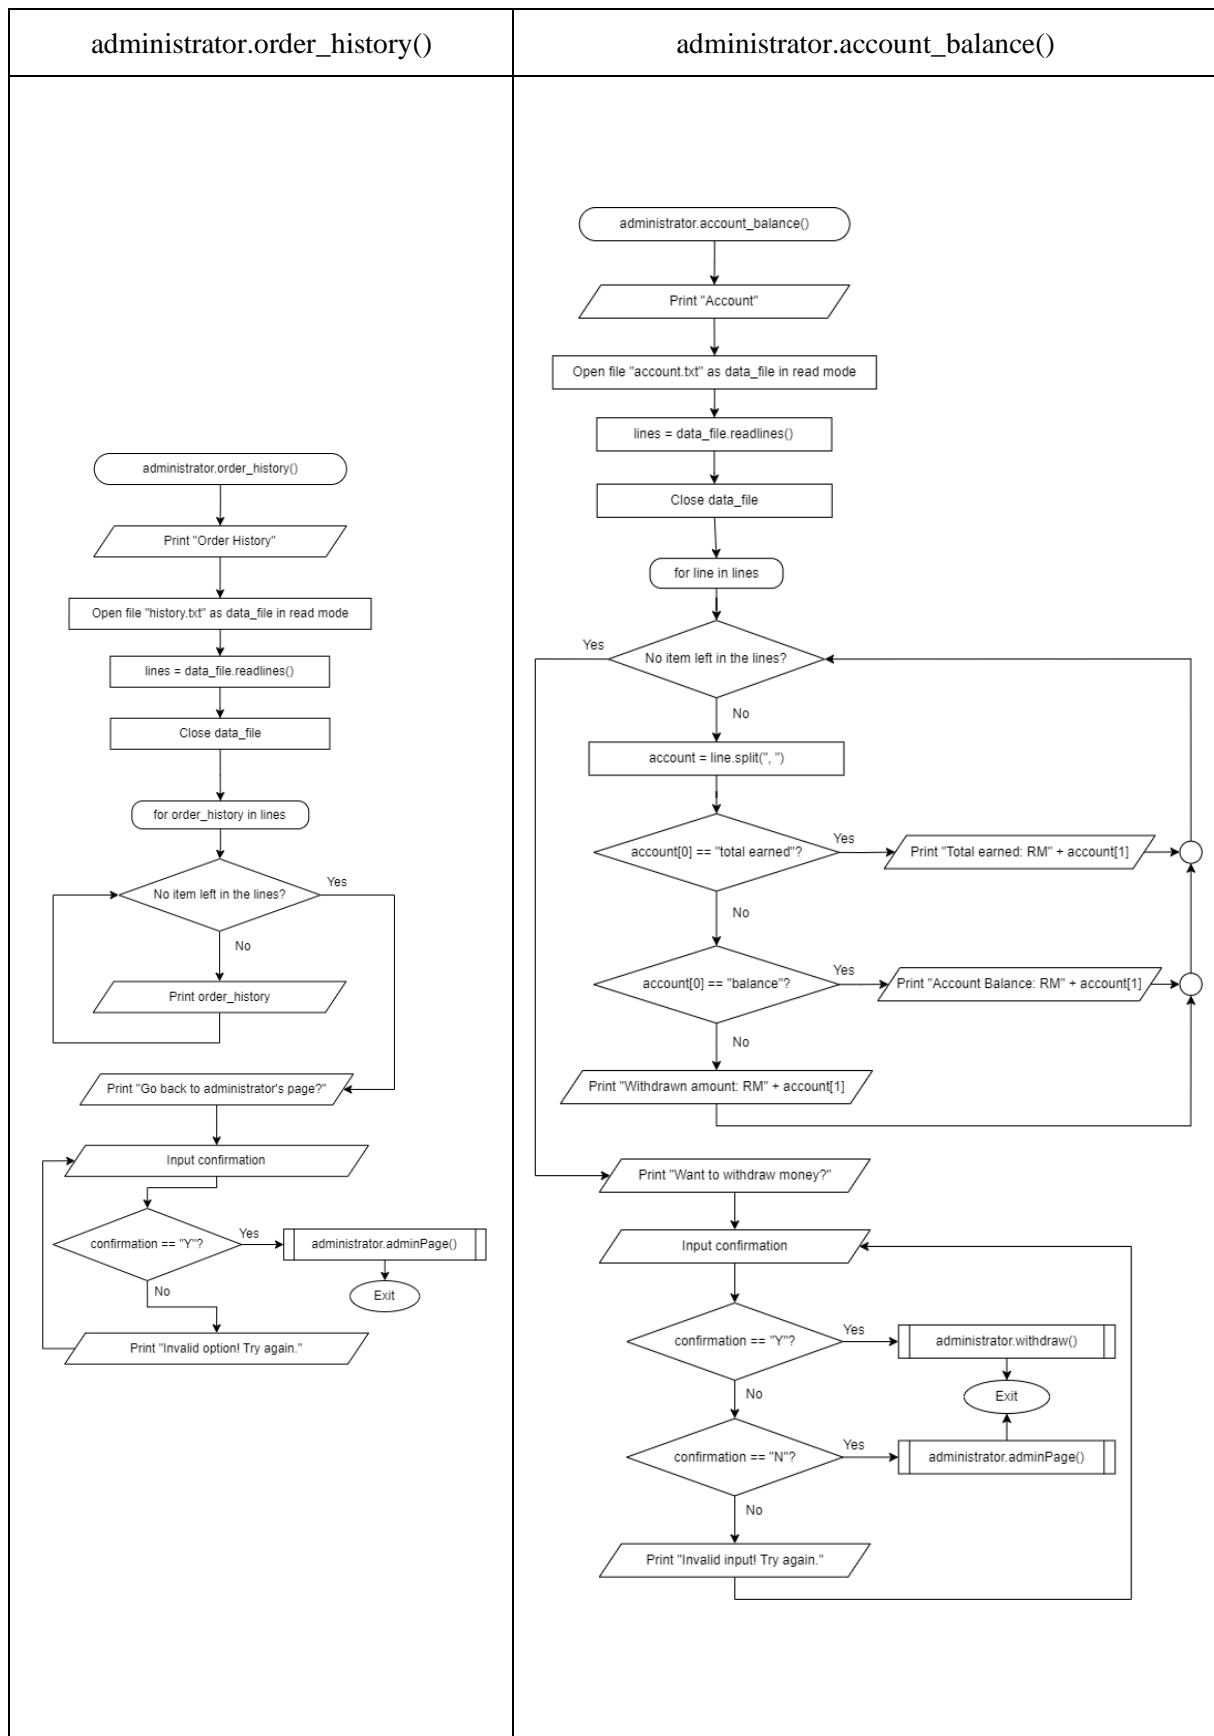 administrator.order_history()
administrator.order_history()
Print "Order History"
Open file "history.txt" as data_file in read mode
lines = data_file.readlines()
Close data_file
for order_history in lines
No item left in the lines?
Yes
No
Print order_history
Print "Go back to administrator's page?"
Input confirmation
confirmation == "Y"?
Yes
administrator.adminPage()
No
Exit
Print "Invalid option! Try again."
administrator.account_balance()
administrator.account_balance()
Print "Account"
Open file "account.txt" as data_file in read mode
lines = data_file.readlines()
Close data_file
for line in lines
Yes
No item left in the lines?
No
account = line.split(", ")
account[0] == "total earned"?
Yes
Print "Total earned: RM" + account[1]
No
account[0] == "balance"?
Yes
Print "Account Balance: RM" + account[1]
No
Print "Withdrawn amount: RM" + account[1]
Print "Want to withdraw money?"
Input confirmation
confirmation == "Y"?
Yes
administrator.withdraw()
No
Exit
confirmation == "N"?
Yes
administrator.adminPage()
No
Print "Invalid input! Try again."